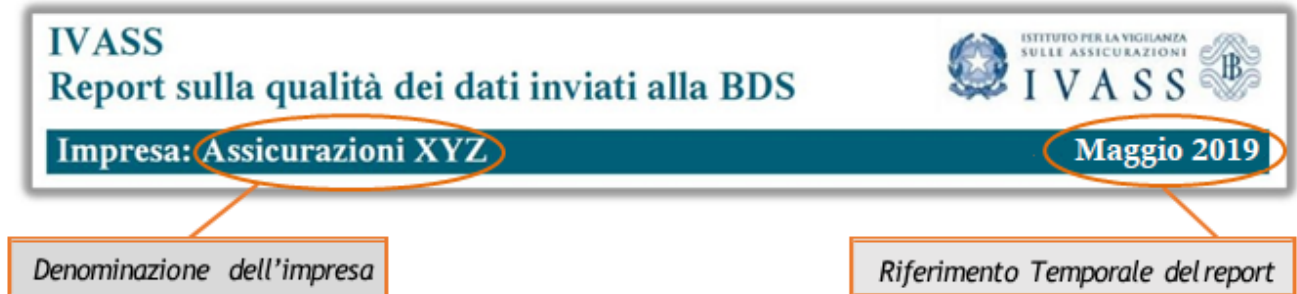 IVASS
Report sulla qualità dei dati inviati alla BDS
ISTITUTO PER LA VIGILANZA
SULLE ASSICURAZIONI
IVASS
Impresa: Assicurazioni XYZ
Maggio 2019
Denominazione dell'impresa
Riferimento Temporale del report